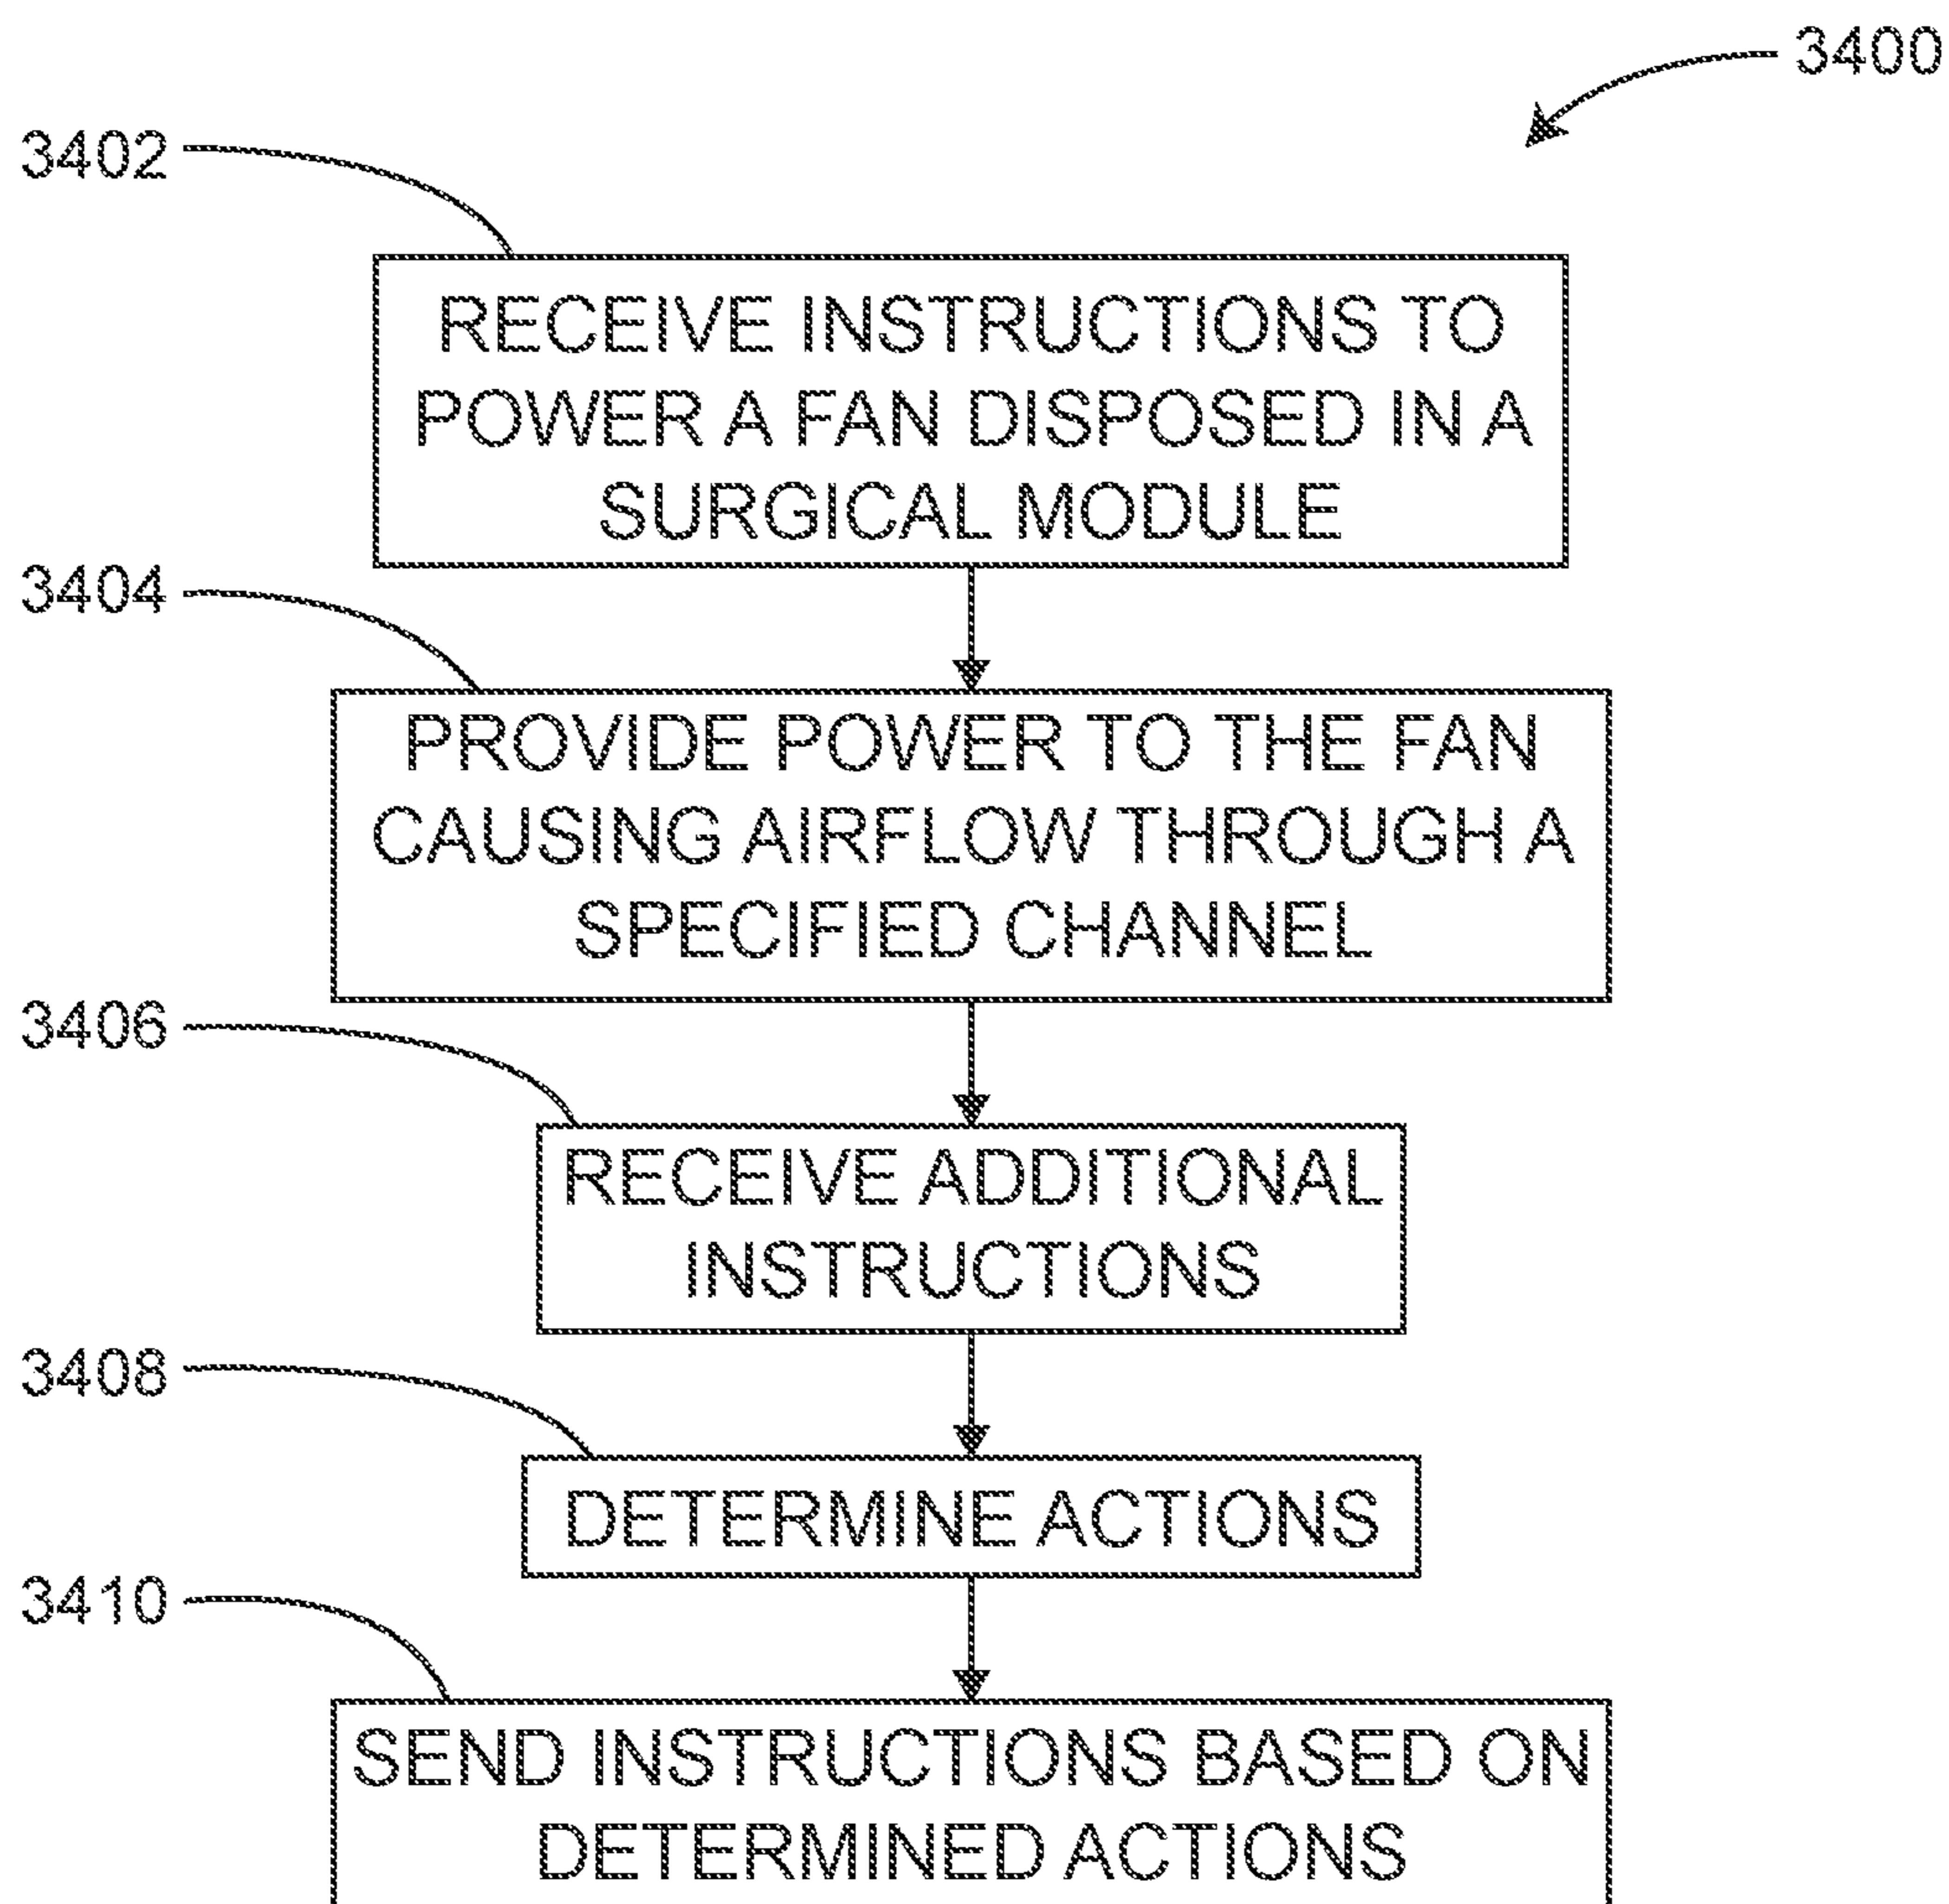 3400
3402
RECEIVE INSTRUCTIONS TO
POWER A FAN DISPOSED IN A
SURGICAL MODULE
3404
PROVIDE POWER TO THE FAN
CAUSING AIRFLOW THROUGH A
SPECIFIED CHANNEL
3406
RECEIVE ADDITIONAL
INSTRUCTIONS
3408
DETERMINE ACTIONS
3410
SEND INSTRUCTIONS BASED ON
DETERMINED ACTIONS